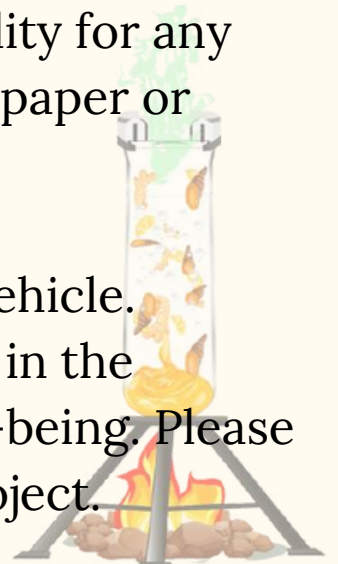 lity for any
paper or
ehicle.
in the
-being. Please
oject.